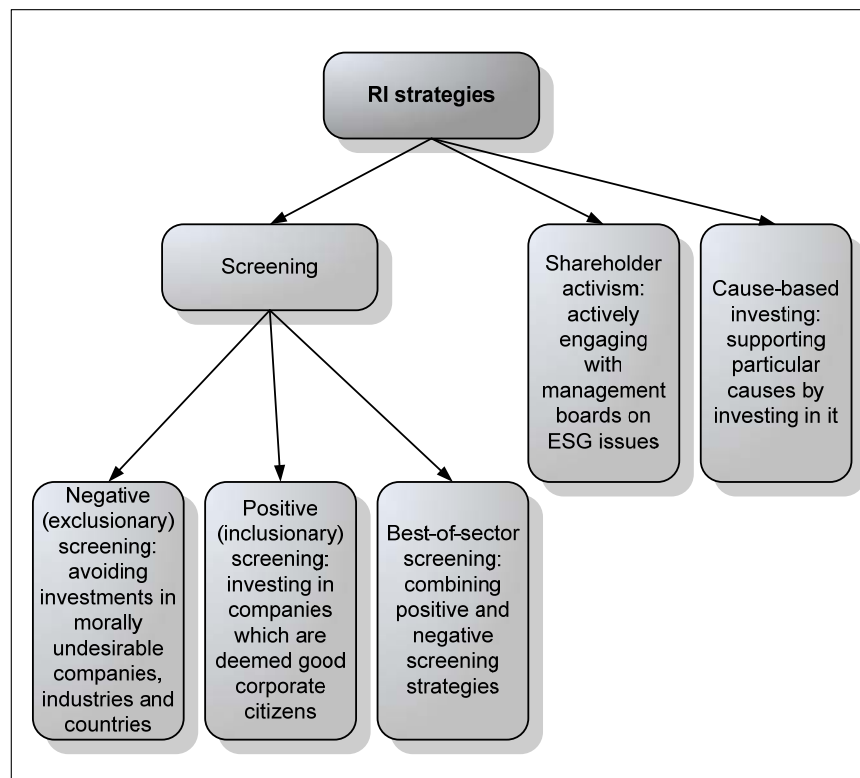 RI strategies
Screening
Shareholder
activism:
actively
engaging
with
management
boards on
ESG issues
Cause-based
investing:
supporting
particular
causes by
investing in it
Negative
(exclusionary)
screening:
avoiding
investments in
morally
undesirable
companies,
industries and
countries
Positive
(inclusionary)
screening:
investing in
companies
which are
deemed good
corporate
citizens
Best-of-sector
screening:
combining
positive and
negative
screening
strategies